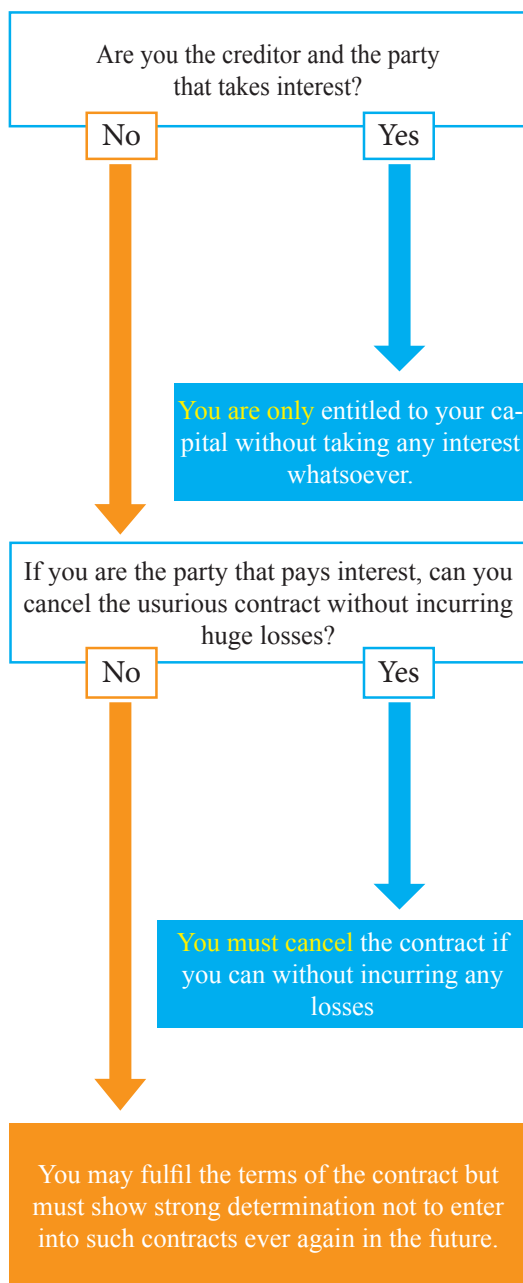 Are you the creditor and the party
that takes interest?
No
Yes
You are only entitled to your ca-
pital without taking any interest
whatsoever.
If you are the party that pays interest, can you
cancel the usurious contract without incurring
huge losses?
No
Yes
You must cancel the contract if
you can without incurring any
losses
You may fulfil the terms of the contract but
must show strong determination not to enter
into such contracts ever again in the future.